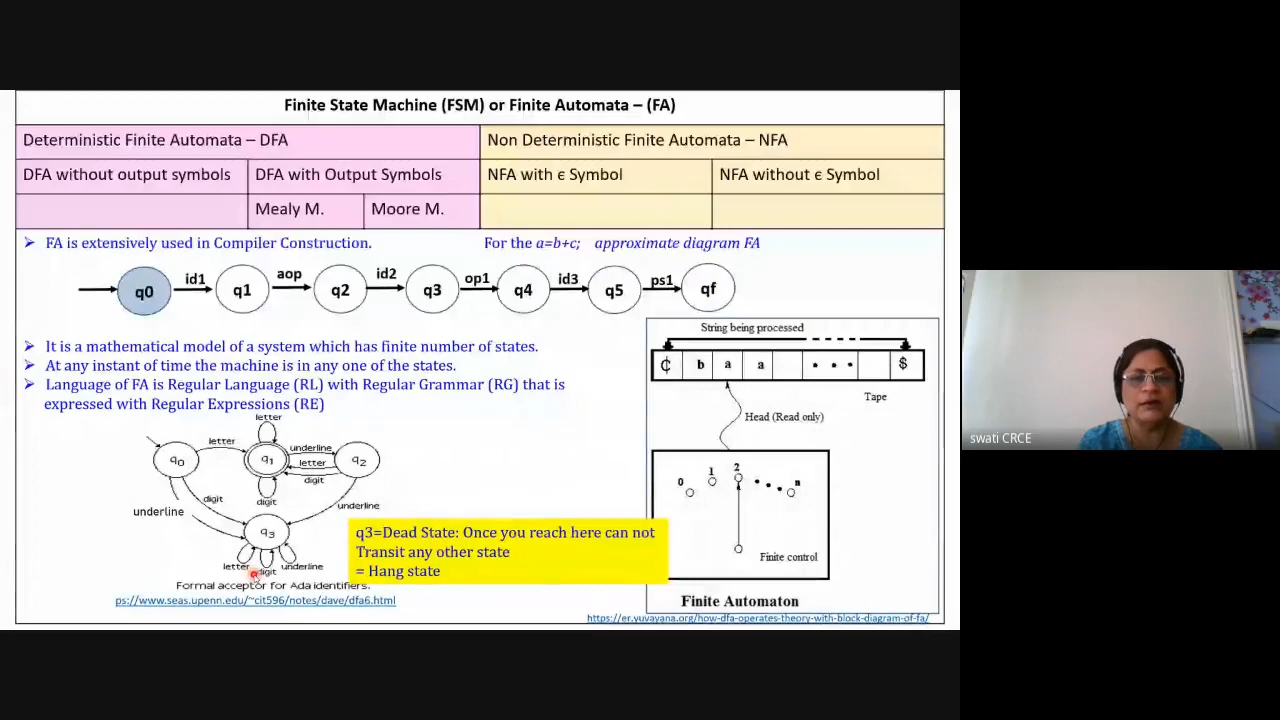 Finite State Machine (FSM) or Finite Automata – (FA)
Deterministic Finite Automata – DFA
Non Deterministic Finite Automata – NFA
DFA without output symbols
DFA with Output Symbols
NFA with ϵ Symbol
NFA without ϵ Symbol
Mealy M.
Moore M.
➢ FA is extensively used in Compiler Construction.
For the a=b+c; approximate diagram FA
q0 id1 q1 aop q2 id2 q3 op1 q4 id3 q5 ps1 qf
➢ It is a mathematical model of a system which has finite number of states.
➢ At any instant of time the machine is in any one of the states.
➢ Language of FA is Regular Language (RL) with Regular Grammar (RG) that is
expressed with Regular Expressions (RE)
letter
letter
underline
q0
q1
letter
q2
digit
digit
digit
underline
underline
q3
letter
digit
underline
Formal acceptor for Ada identifiers.
ps://www.seas.upenn.edu/~cit596/notes/dave/dfa6.html
q3=Dead State: Once you reach here can not
Transit any other state
= Hang state
String being processed
₵ b a a $
Tape
Head (Read only)
0 1 2 n
Finite control
Finite Automaton
https://er.yuvayana.org/how-dfa-operates-theory-with-block-diagram-of-fa/
swati CRCE